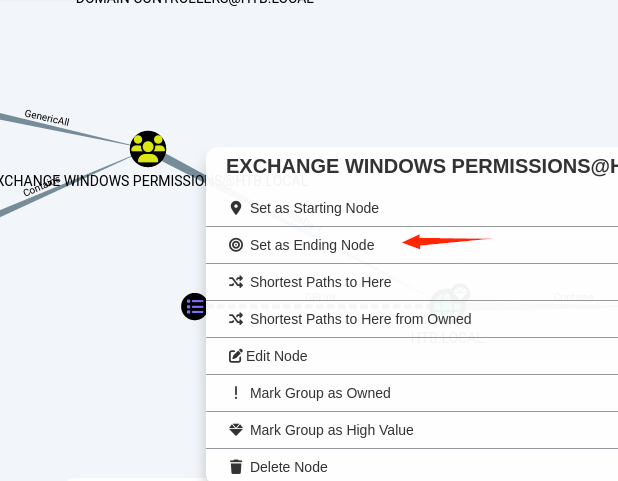 DOMAIN CONTROLLERS@HTB.LOCAL
GenericAll
XCHANGE WINDOWS PERMISSIONS@HTB.LOCAL
Contains
EXCHANGE WINDOWS PERMISSIONS@H
Set as Starting Node
Set as Ending Node
Shortest Paths to Here
Contains
Shortest Paths to Here from Owned
HTB.LOCAL
Edit Node
Mark Group as Owned
Mark Group as High Value
Delete Node